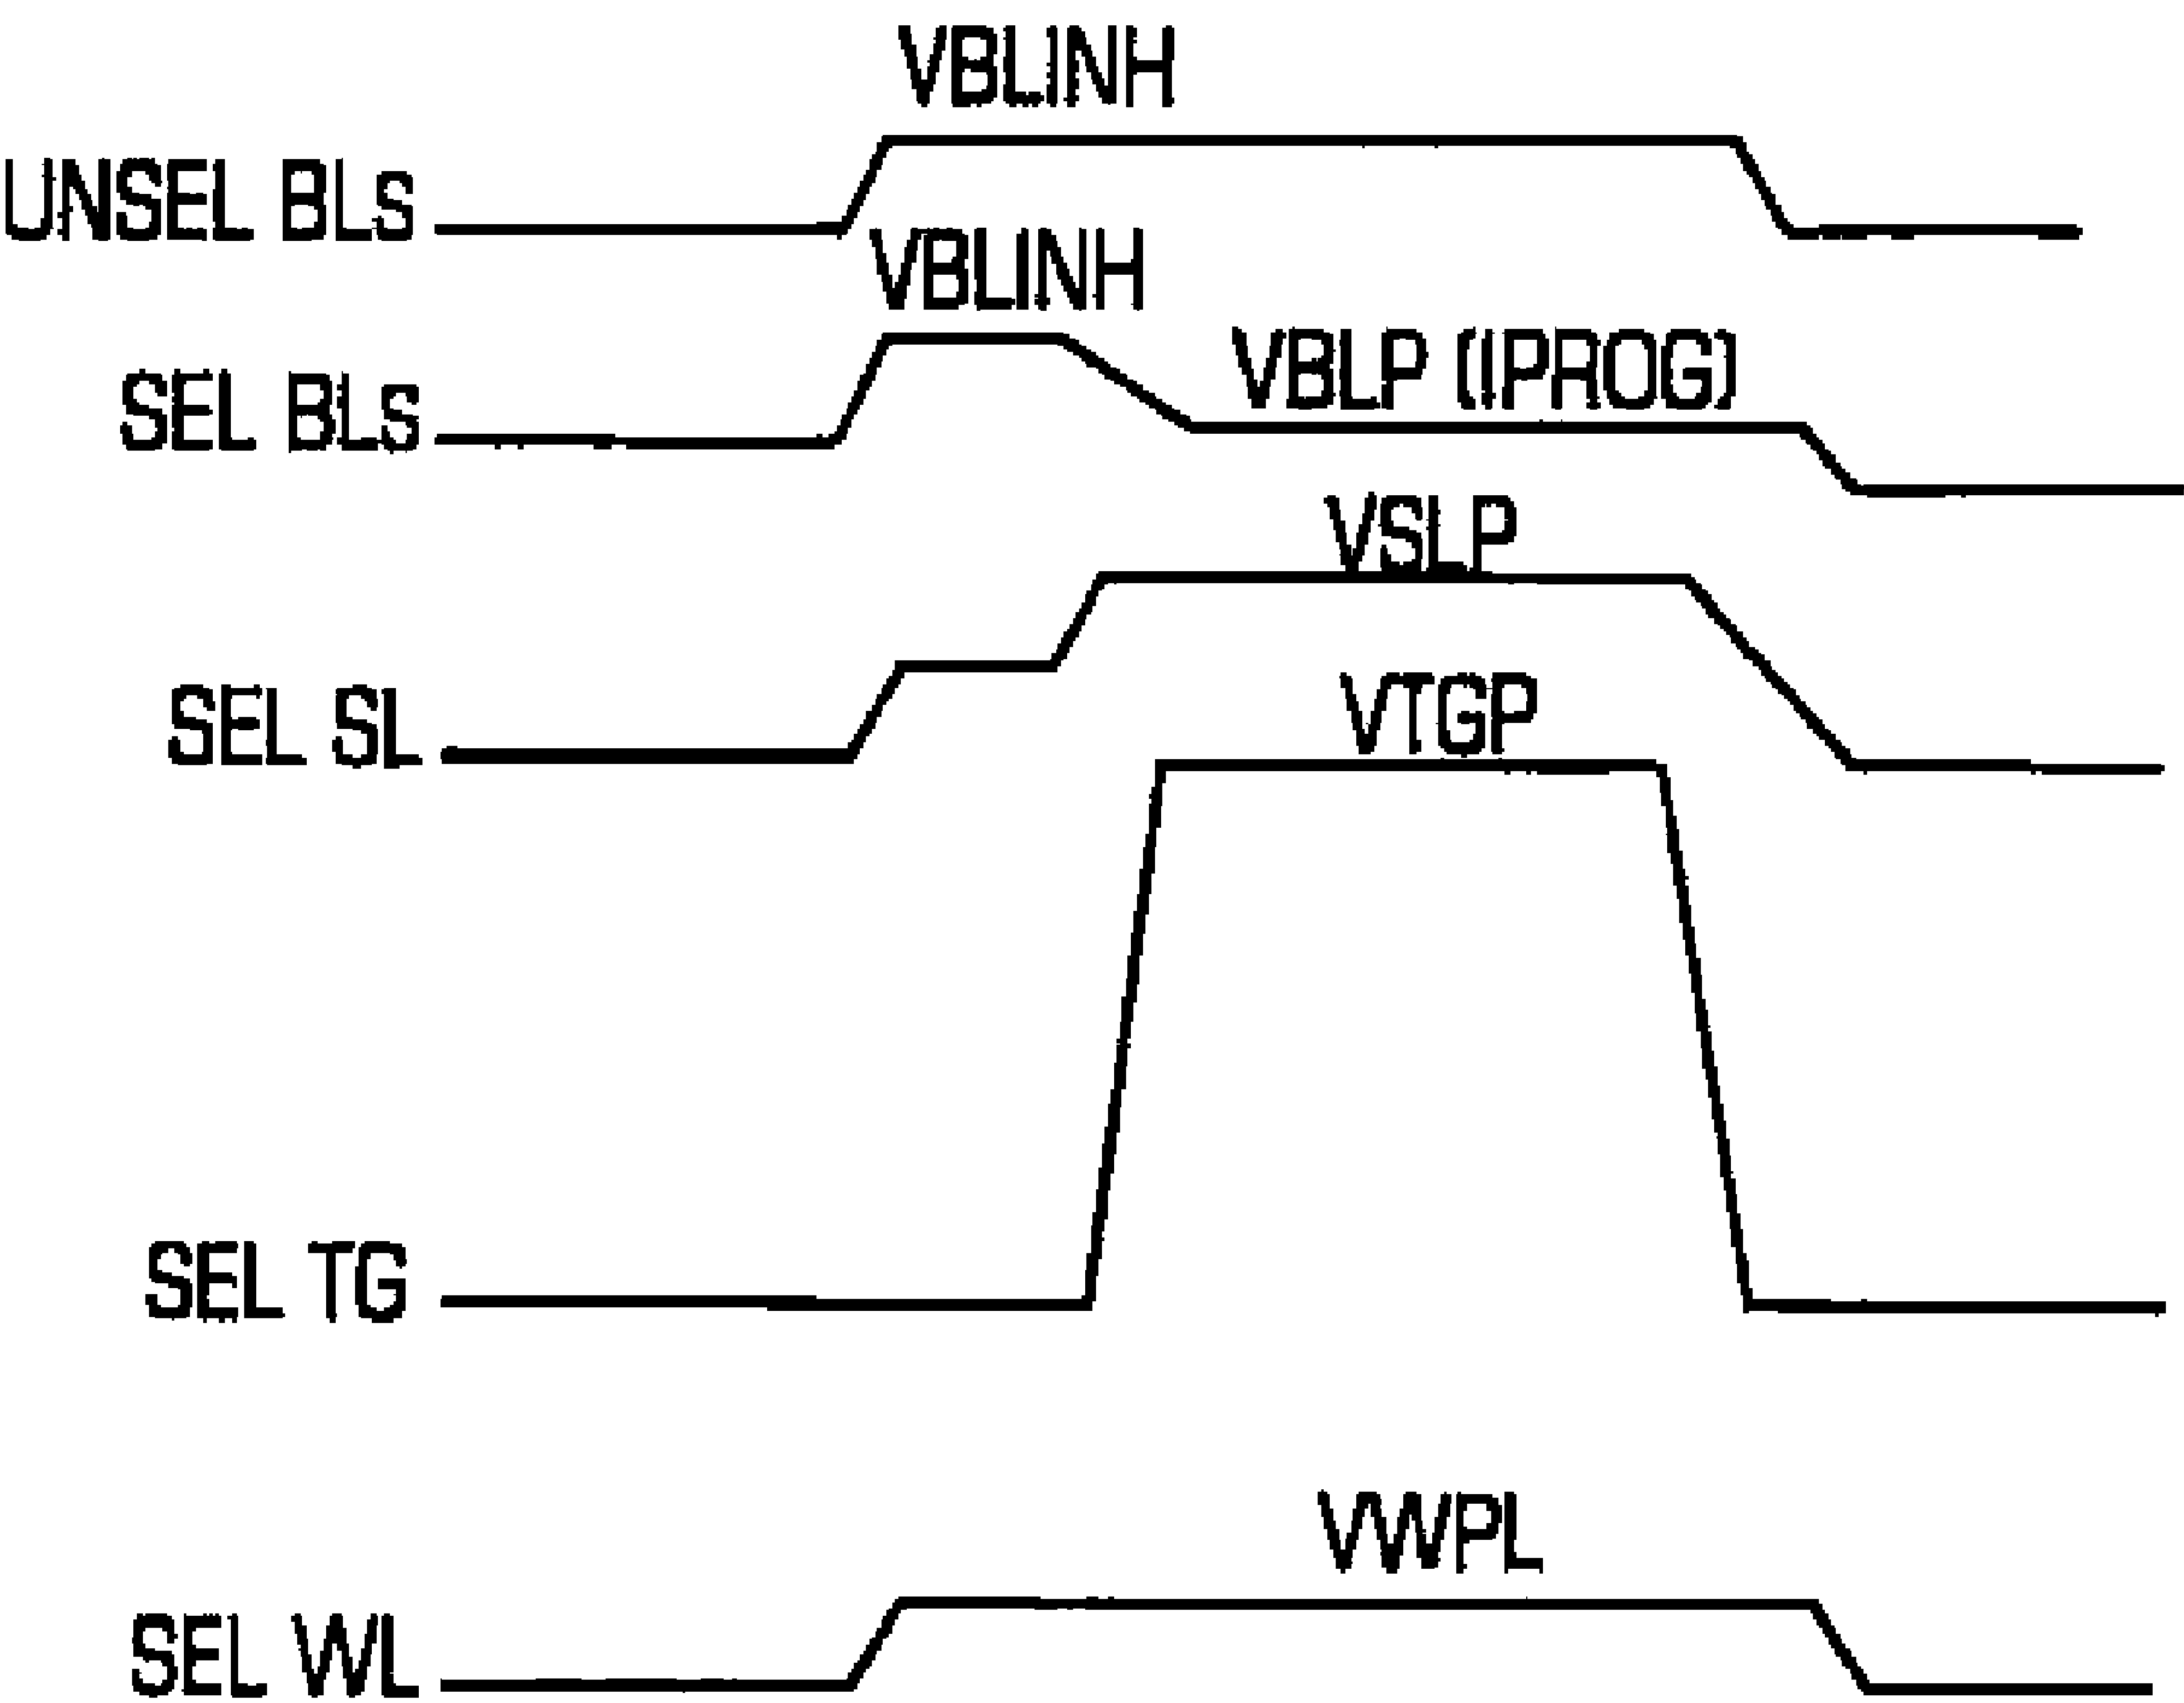 VBLINH
UNSEL BLs
VBLINH
VBLP (IPROG)
SEL BLs
VSLP
SEL SL
VTGP
SEL TG
VWPL
SEL WL